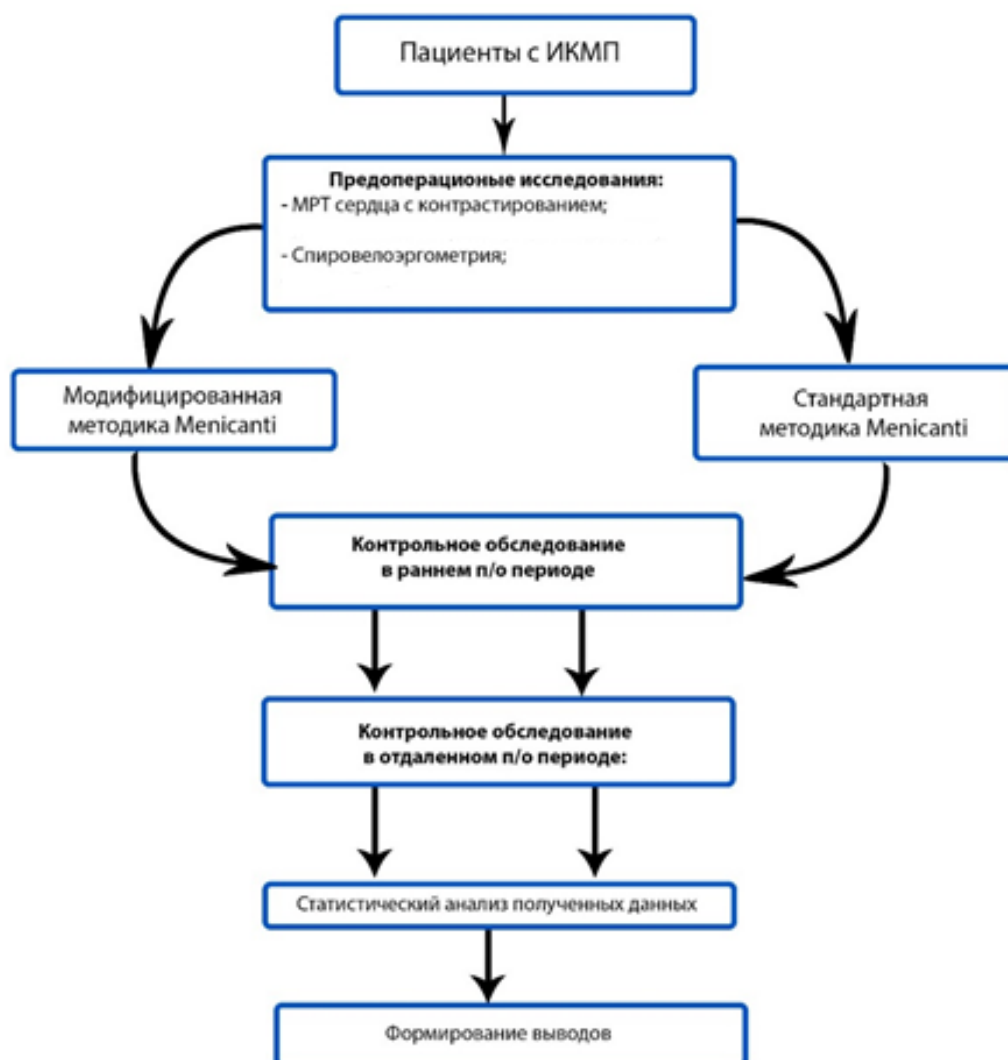 Пациенты с ИКМП
Предоперационые исследования:
- МРТ сердца с контрастированием;
- Спировелоэргометрия;
Модифицированная
методика Menicanti
Стандартная
методика Menicanti
Контрольное обследование
в раннем п/о периоде
Контрольное обследование
в отдаленном п/о периоде:
Статистический анализ полученных данных
Формирование выводов